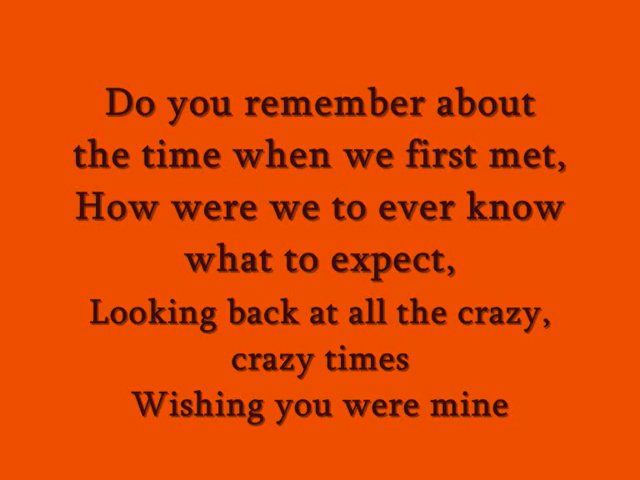 Do you remember about
the time when we first met,
How were we to ever know
what to expect,
Looking back at all the crazy,
crazy times
Wishing you were mine